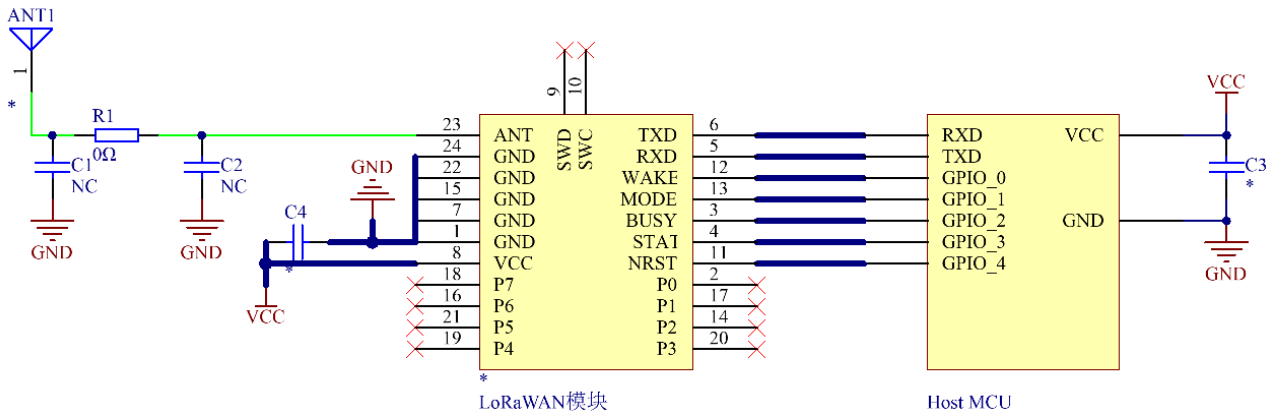 ANT1
1
*
R1
0Ω
C1
NC
GND
C2
NC
GND
GND
C4
*
VCC
9
10
SWD
SWC
23 ANT TXD 6
24 GND RXD 5
22 GND WAKE 12
15 GND MODE 13
7 GND BUSY 3
1 GND STAT 4
8 VCC NRST 11
18 P7 P0 2
16 P6 P1 17
21 P5 P2 14
19 P4 P3 20
*
LoRaWAN模块
RXD VCC
TXD
GPIO_0
GPIO_1
GPIO_2 GND
GPIO_3
GPIO_4
Host MCU
VCC
C3
*
GND